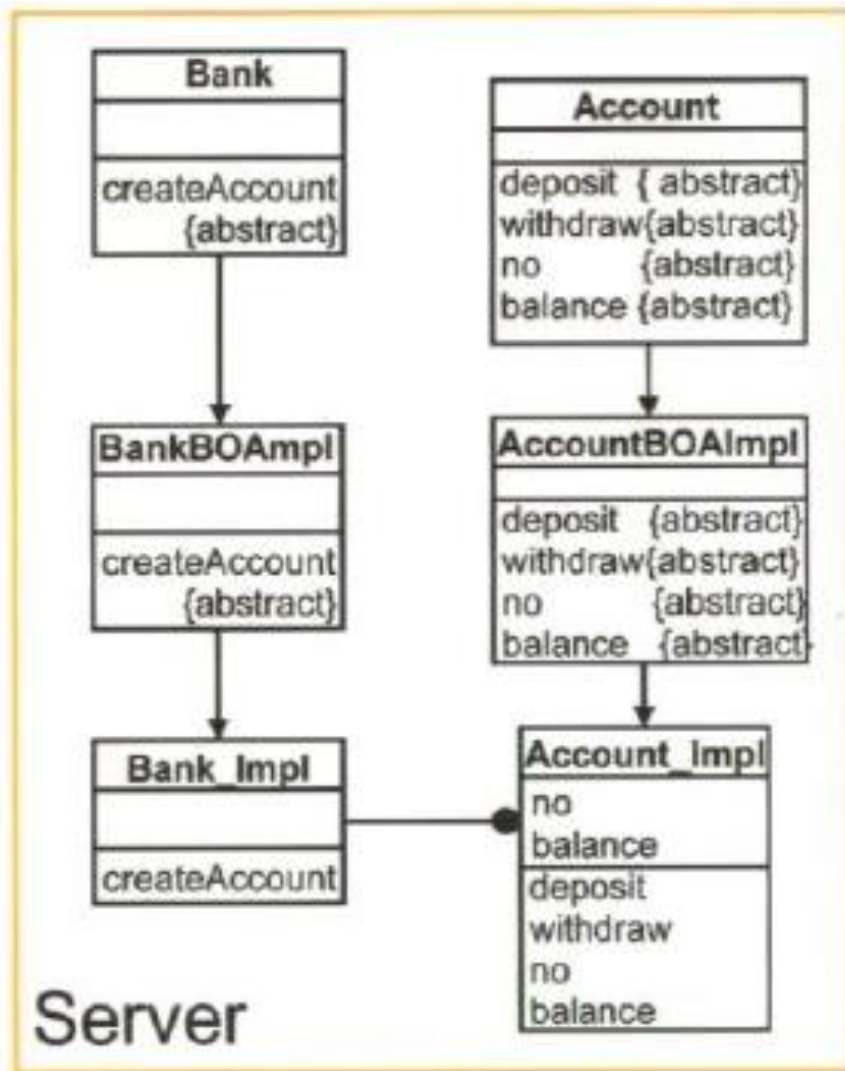 Bank
createAccount
{abstract}
Account
deposit { abstract}
withdraw{abstract}
no {abstract}
balance {abstract}
BankBOAmpl
createAccount
{abstract}
AccountBOAImpl
deposit {abstract}
withdraw{abstract}
no {abstract}
balance {abstract}
Bank_Impl
createAccount
Account_Impl
no
balance
deposit
withdraw
no
balance
Server